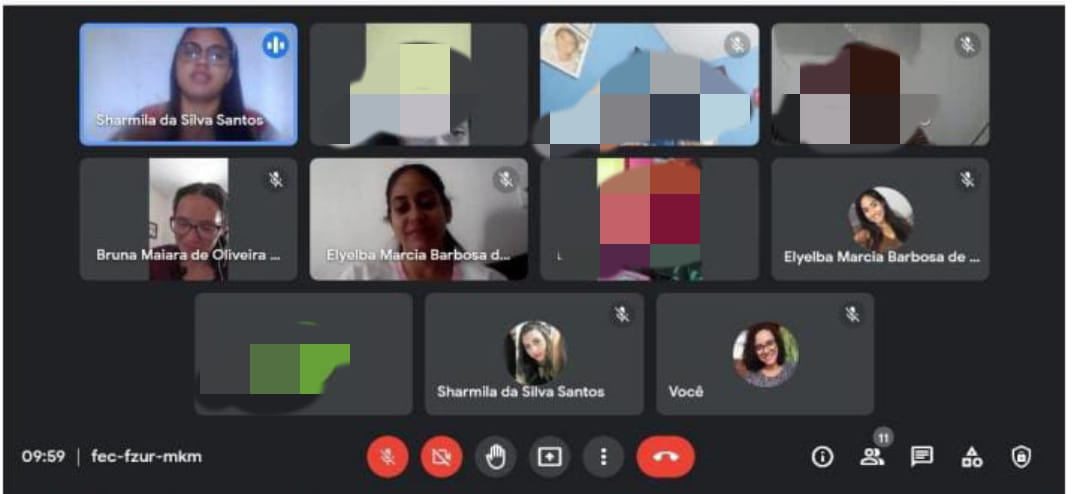 Sharmila da Silva Santos
Bruna Maiara de Oliveira ...
Elyelba Marcia Barbosa d...
L
Elyelba Marcia Barbosa de ...
Sharmila da Silva Santos
Você
09:59 | fec-fzur-mkm
11